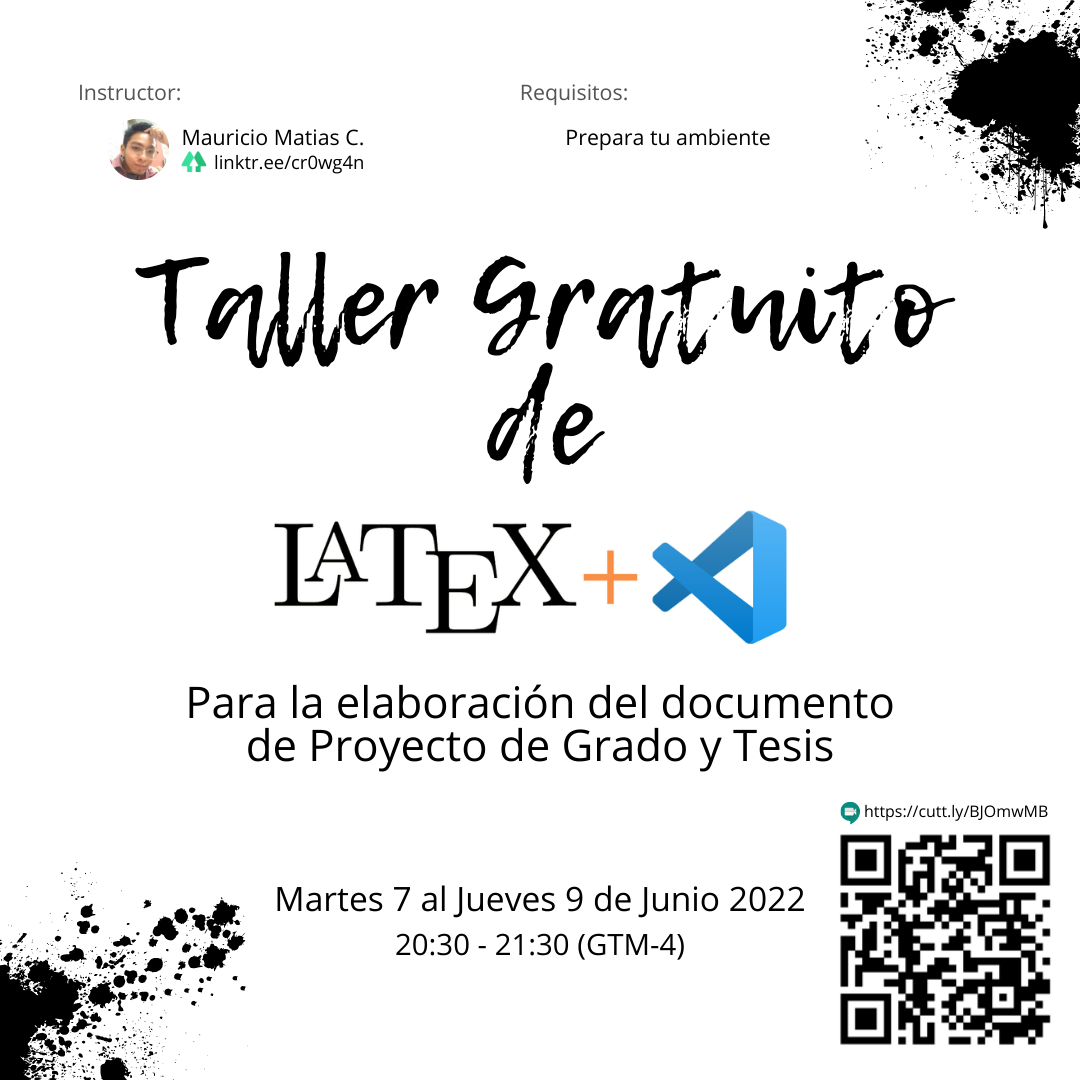 Instructor:
Mauricio Matias C.
linktr.ee/cr0wg4n
Requisitos:
Prepara tu ambiente
Taller Gratuito
de
LATEX+
Para la elaboración del documento
de Proyecto de Grado y Tesis
https://cutt.ly/BJOmwMB
Martes 7 al Jueves 9 de Junio 2022
20:30 - 21:30 (GTM-4)